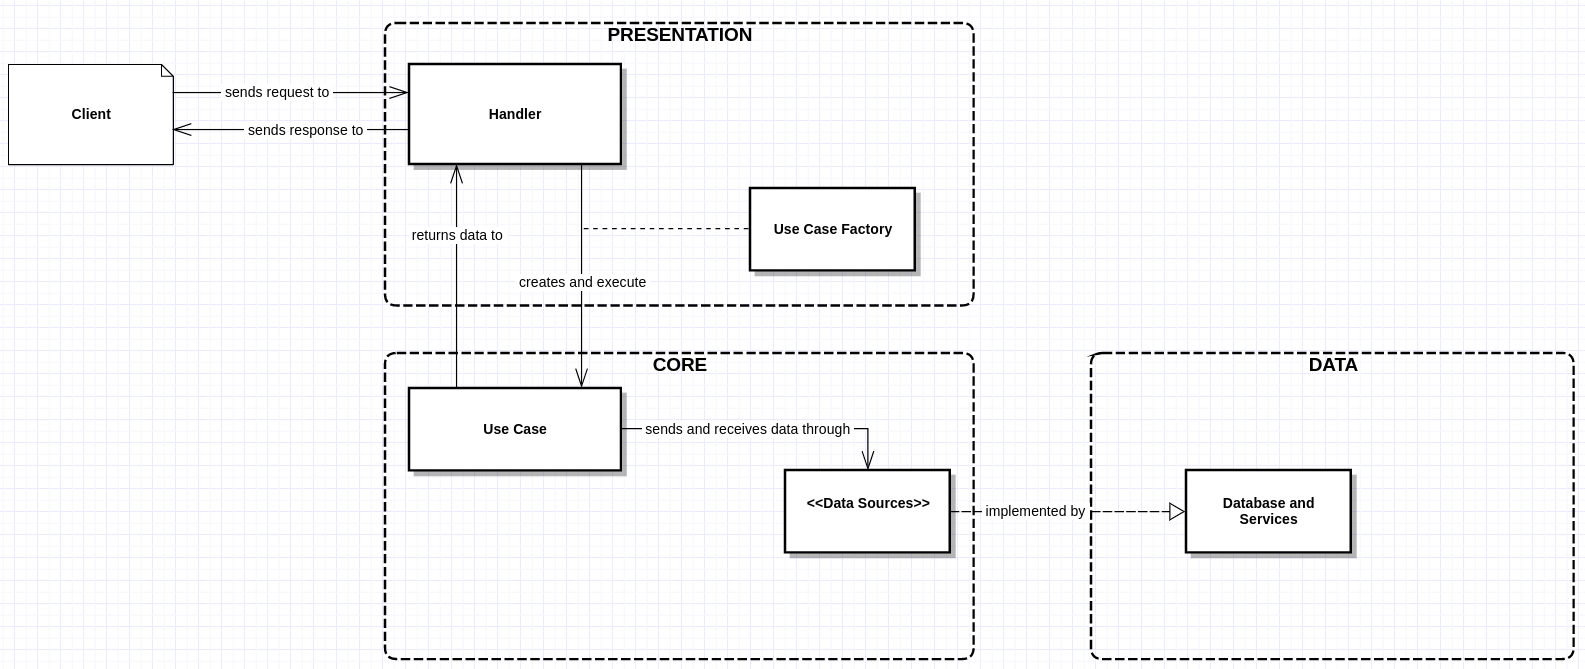 PRESENTATION
Client
sends request to
sends response to
Handler
returns data to
Use Case Factory
creates and execute
CORE
DATA
Use Case
sends and receives data through
<<Data Sources>>
implemented by
Database and
Services